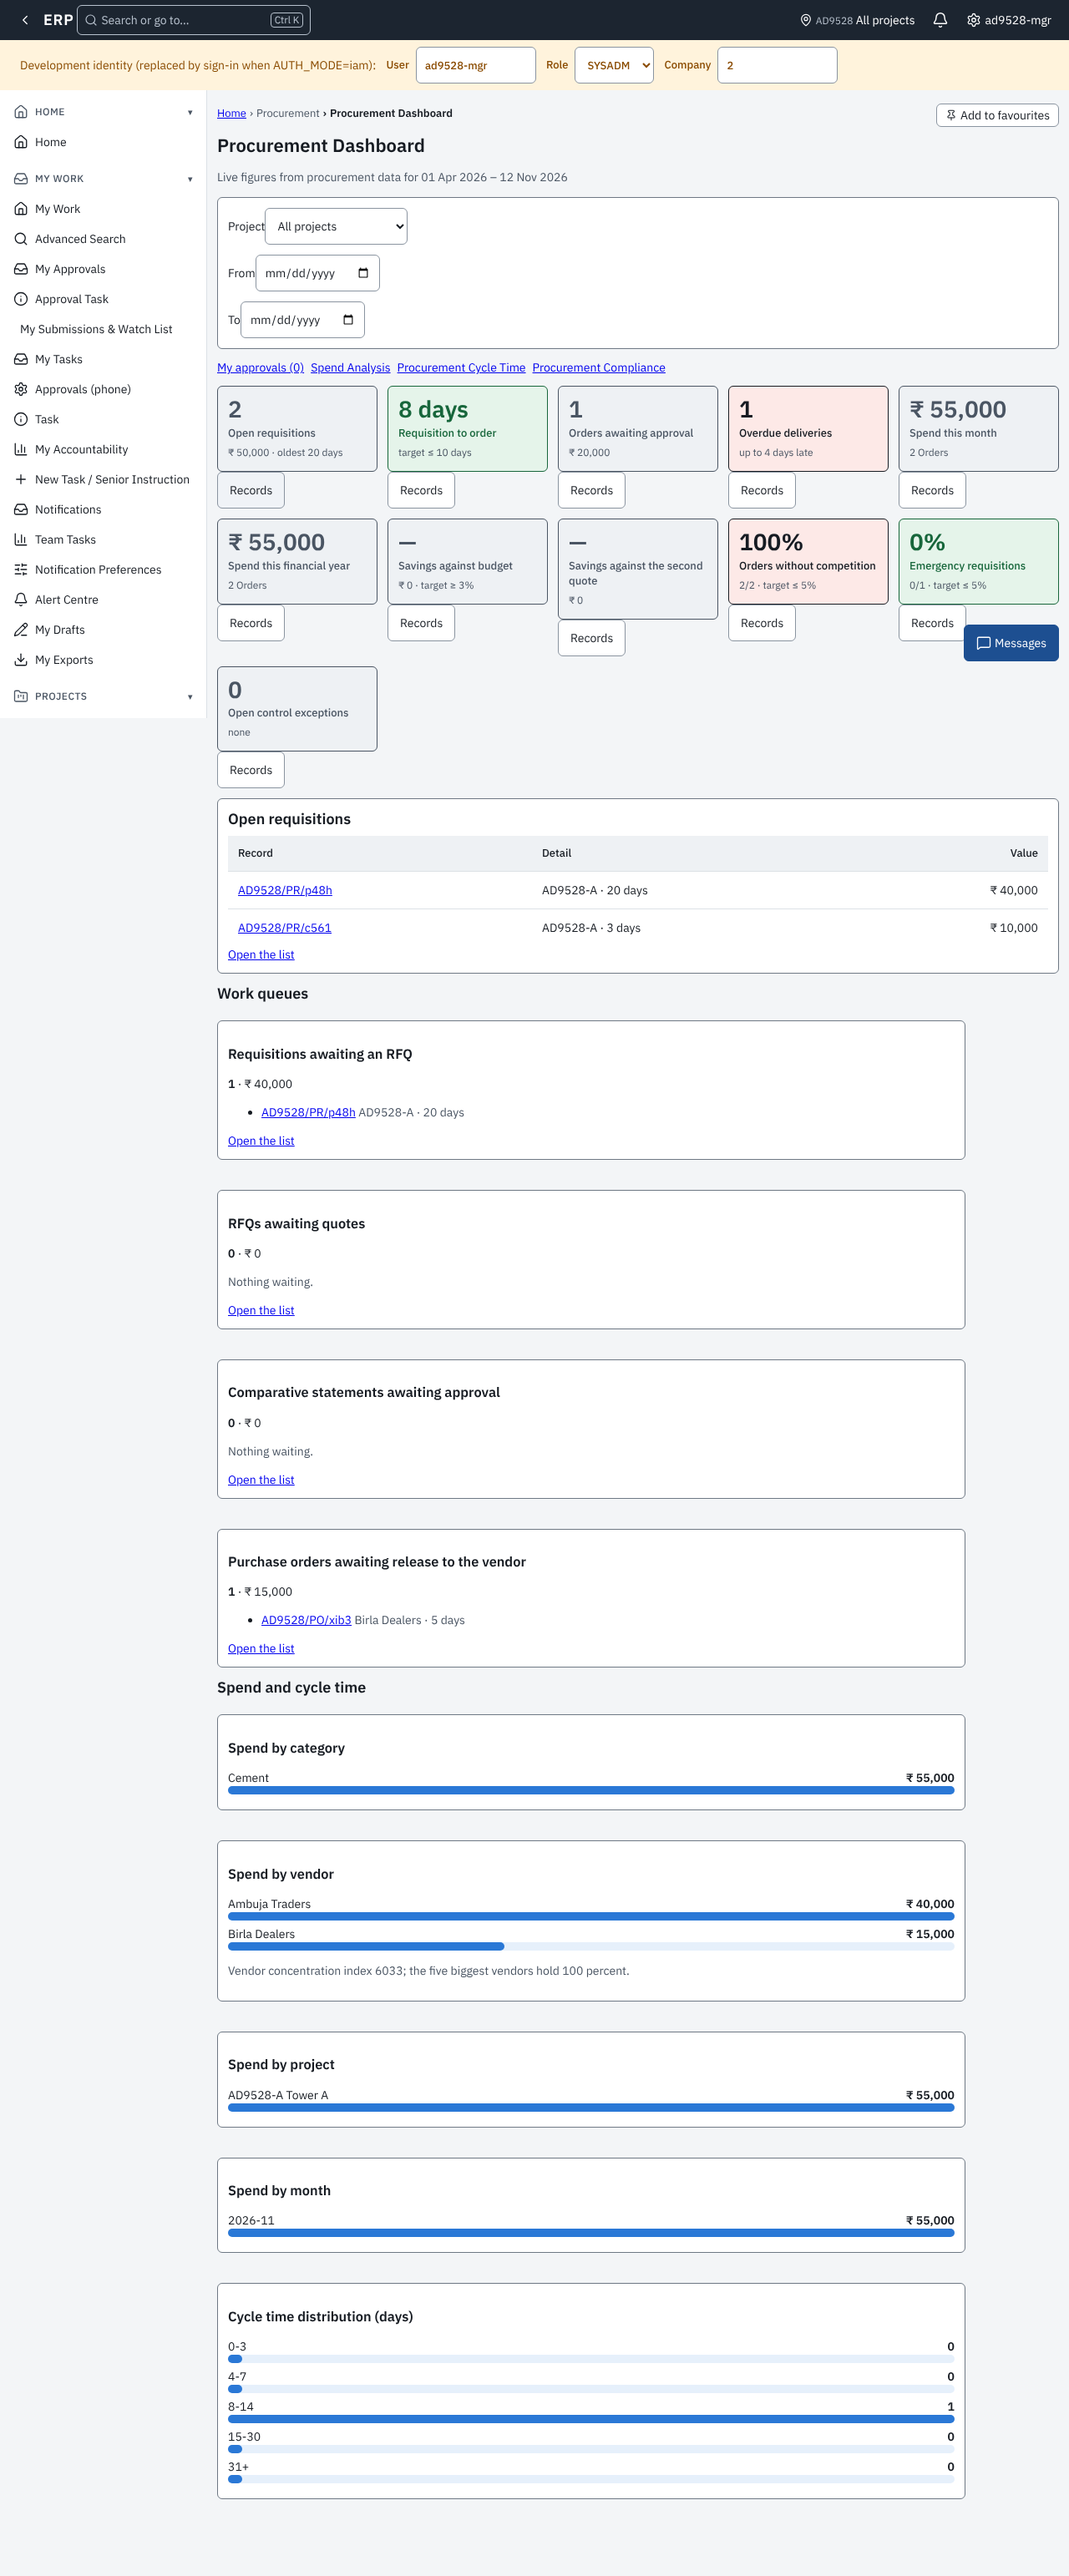 ERP Search or go to... Ctrl K AD9528 All projects ad9528-mgr
Development identity (replaced by sign-in when AUTH_MODE=iam): User ad9528-mgr Role SYSADM Company 2
HOME
Home
MY WORK
My Work
Advanced Search
My Approvals
Approval Task
My Submissions & Watch List
My Tasks
Approvals (phone)
Task
My Accountability
New Task / Senior Instruction
Notifications
Team Tasks
Notification Preferences
Alert Centre
My Drafts
My Exports
PROJECTS
Home › Procurement › Procurement Dashboard
Add to favourites
Procurement Dashboard
Live figures from procurement data for 01 Apr 2026 – 12 Nov 2026
Project All projects
From mm/dd/yyyy
To mm/dd/yyyy
My approvals (0) Spend Analysis Procurement Cycle Time Procurement Compliance
2
Open requisitions
₹ 50,000 · oldest 20 days
Records
8 days
Requisition to order
target ≤ 10 days
Records
1
Orders awaiting approval
₹ 20,000
Records
1
Overdue deliveries
up to 4 days late
Records
₹ 55,000
Spend this month
2 Orders
Records
₹ 55,000
Spend this financial year
2 Orders
Records
—
Savings against budget
₹ 0 · target ≥ 3%
Records
—
Savings against the second
quote
₹ 0
Records
100%
Orders without competition
2/2 · target ≤ 5%
Records
0%
Emergency requisitions
0/1 · target ≤ 5%
Records
Messages
0
Open control exceptions
none
Records
Open requisitions
Record Detail Value
AD9528/PR/p48h AD9528-A · 20 days ₹ 40,000
AD9528/PR/c561 AD9528-A · 3 days ₹ 10,000
Open the list
Work queues
Requisitions awaiting an RFQ
1 · ₹ 40,000
• AD9528/PR/p48h AD9528-A · 20 days
Open the list
RFQs awaiting quotes
0 · ₹ 0
Nothing waiting.
Open the list
Comparative statements awaiting approval
0 · ₹ 0
Nothing waiting.
Open the list
Purchase orders awaiting release to the vendor
1 · ₹ 15,000
• AD9528/PO/xib3 Birla Dealers · 5 days
Open the list
Spend and cycle time
Spend by category
Cement ₹ 55,000
Spend by vendor
Ambuja Traders ₹ 40,000
Birla Dealers ₹ 15,000
Vendor concentration index 6033; the five biggest vendors hold 100 percent.
Spend by project
AD9528-A Tower A ₹ 55,000
Spend by month
2026-11 ₹ 55,000
Cycle time distribution (days)
0-3 0
4-7 0
8-14 1
15-30 0
31+ 0